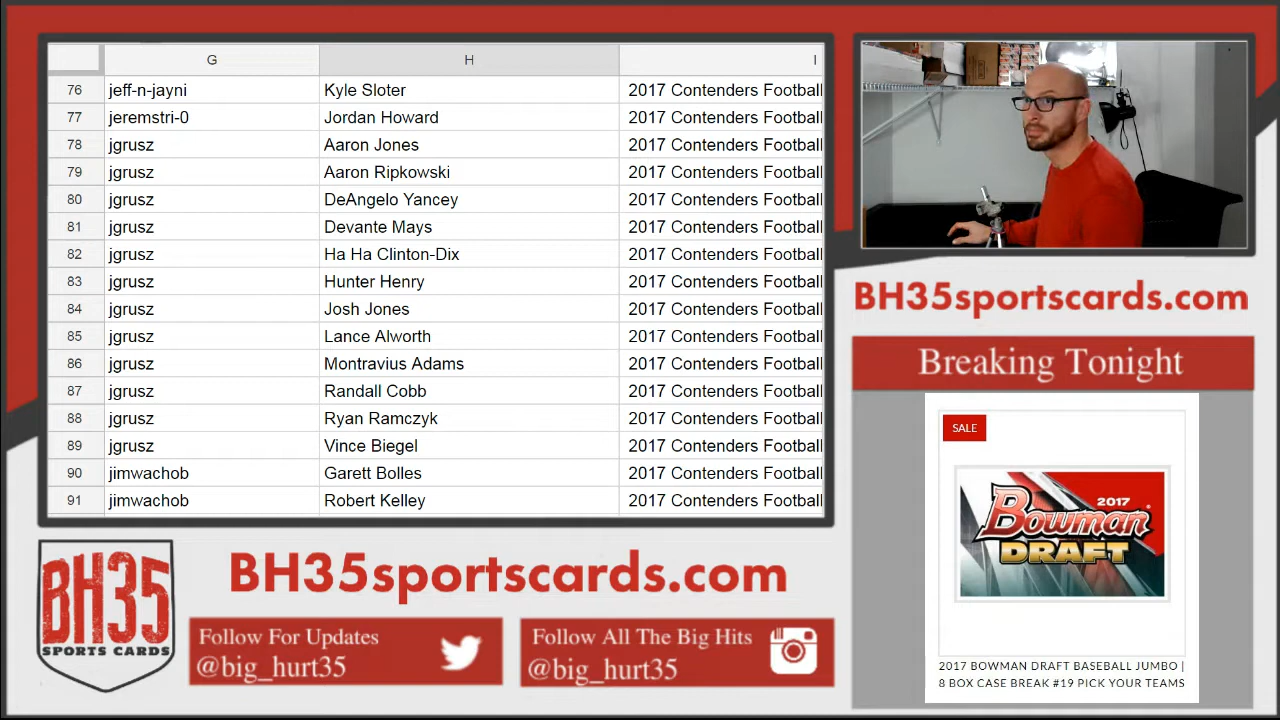 G H I
76 jeff-n-jayni Kyle Sloter 2017 Contenders Football
77 jeremstri-0 Jordan Howard 2017 Contenders Football
78 jgrusz Aaron Jones 2017 Contenders Football
79 jgrusz Aaron Ripkowski 2017 Contenders Football
80 jgrusz DeAngelo Yancey 2017 Contenders Football
81 jgrusz Devante Mays 2017 Contenders Football
82 jgrusz Ha Ha Clinton-Dix 2017 Contenders Football
83 jgrusz Hunter Henry 2017 Contenders Football
84 jgrusz Josh Jones 2017 Contenders Football
85 jgrusz Lance Alworth 2017 Contenders Football
86 jgrusz Montravius Adams 2017 Contenders Football
87 jgrusz Randall Cobb 2017 Contenders Football
88 jgrusz Ryan Ramczyk 2017 Contenders Football
89 jgrusz Vince Biegel 2017 Contenders Football
90 jimwachob Garett Bolles 2017 Contenders Football
91 jimwachob Robert Kelley 2017 Contenders Football
BH35sportscards.com
Breaking Tonight
SALE
2017
Bowman
DRAFT
2017 BOWMAN DRAFT BASEBALL JUMBO |
8 BOX CASE BREAK #19 PICK YOUR TEAMS
BH35
SPORTS CARDS
BH35sportscards.com
Follow For Updates
@big_hurt35
Follow All The Big Hits
@big_hurt35